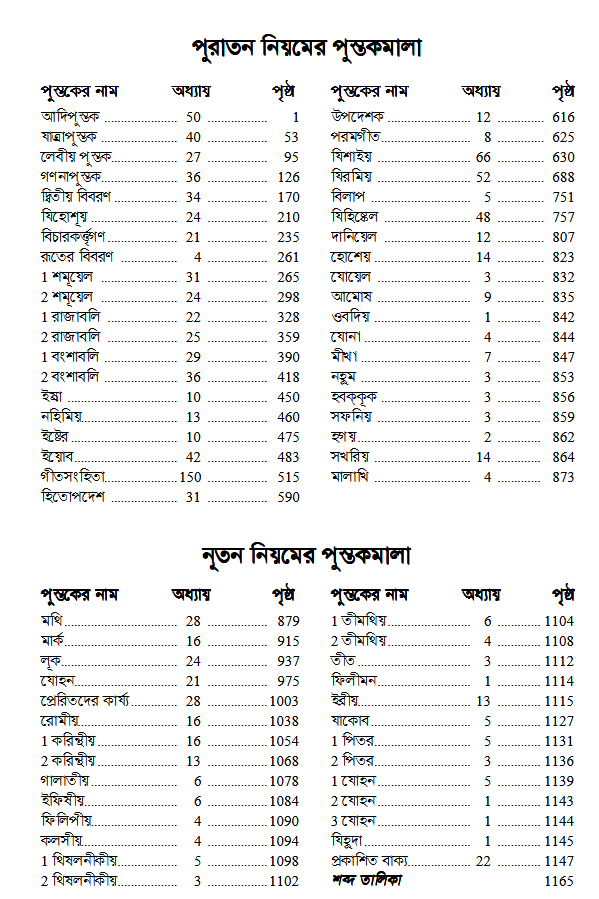 পুরাতন নিয়মের পুস্তকমালা
পুস্তকের নাম অধ্যায় পৃষ্ঠ
আদিপুস্তক 50 1
যাত্রাপুস্তক 40 53
লেবীয় পুস্তক 27 95
গণনাপুস্তক 36 126
দ্বিতীয় বিবরণ 34 170
যিহোশূয় 24 210
বিচারকর্ত্তৃগণ 21 235
রূতের বিবরণ 4 261
1 শমূয়েল 31 265
2 শমূয়েল 24 298
1 রাজাবলি 22 328
2 রাজাবলি 25 359
1 বংশাবলি 29 390
2 বংশাবলি 36 418
ইষ্রা 10 450
নহিমিয় 13 460
ইষ্টের 10 475
ইয়োব 42 483
গীতসংহিতা 150 515
হিতোপদেশ 31 590
পুস্তকের নাম অধ্যায় পৃষ্ঠ
উপদেশক 12 616
পরমগীত 8 625
যিশাইয় 66 630
যিরমিয় 52 688
বিলাপ 5 751
যিহিষ্কেল 48 757
দানিয়েল 12 807
হোশেয় 14 823
যোয়েল 3 832
আমোষ 9 835
ওবদিয় 1 842
যোনা 4 844
মীখা 7 847
নহূম 3 853
হবক্‌কূক 3 856
সফনিয় 3 859
হগয় 2 862
সখরিয় 14 864
মালাখি 4 873
নূতন নিয়মের পুস্তকমালা
পুস্তকের নাম অধ্যায় পৃষ্ঠ
মথি 28 879
মার্ক 16 915
লূক 24 937
যোহন 21 975
প্রেরিতদের কার্য্য 28 1003
রোমীয় 16 1038
1 করিন্থীয় 16 1054
2 করিন্থীয় 13 1068
গালাতীয় 6 1078
ইফিষীয় 6 1084
ফিলিপীয় 4 1090
কলসীয় 4 1094
1 থিষলনীকীয় 5 1098
2 থিষলনীকীয় 3 1102
পুস্তকের নাম অধ্যায় পৃষ্ঠ
1 তীমথিয় 6 1104
2 তীমথিয় 4 1108
তীত 3 1112
ফিলীমন 1 1114
ইব্রীয় 13 1115
যাকোব 5 1127
1 পিতর 5 1131
2 পিতর 3 1136
1 যোহন 5 1139
2 যোহন 1 1143
3 যোহন 1 1144
যিহূদা 1 1145
প্রকাশিত বাক্য 22 1147
শব্দ তালিকা 1165